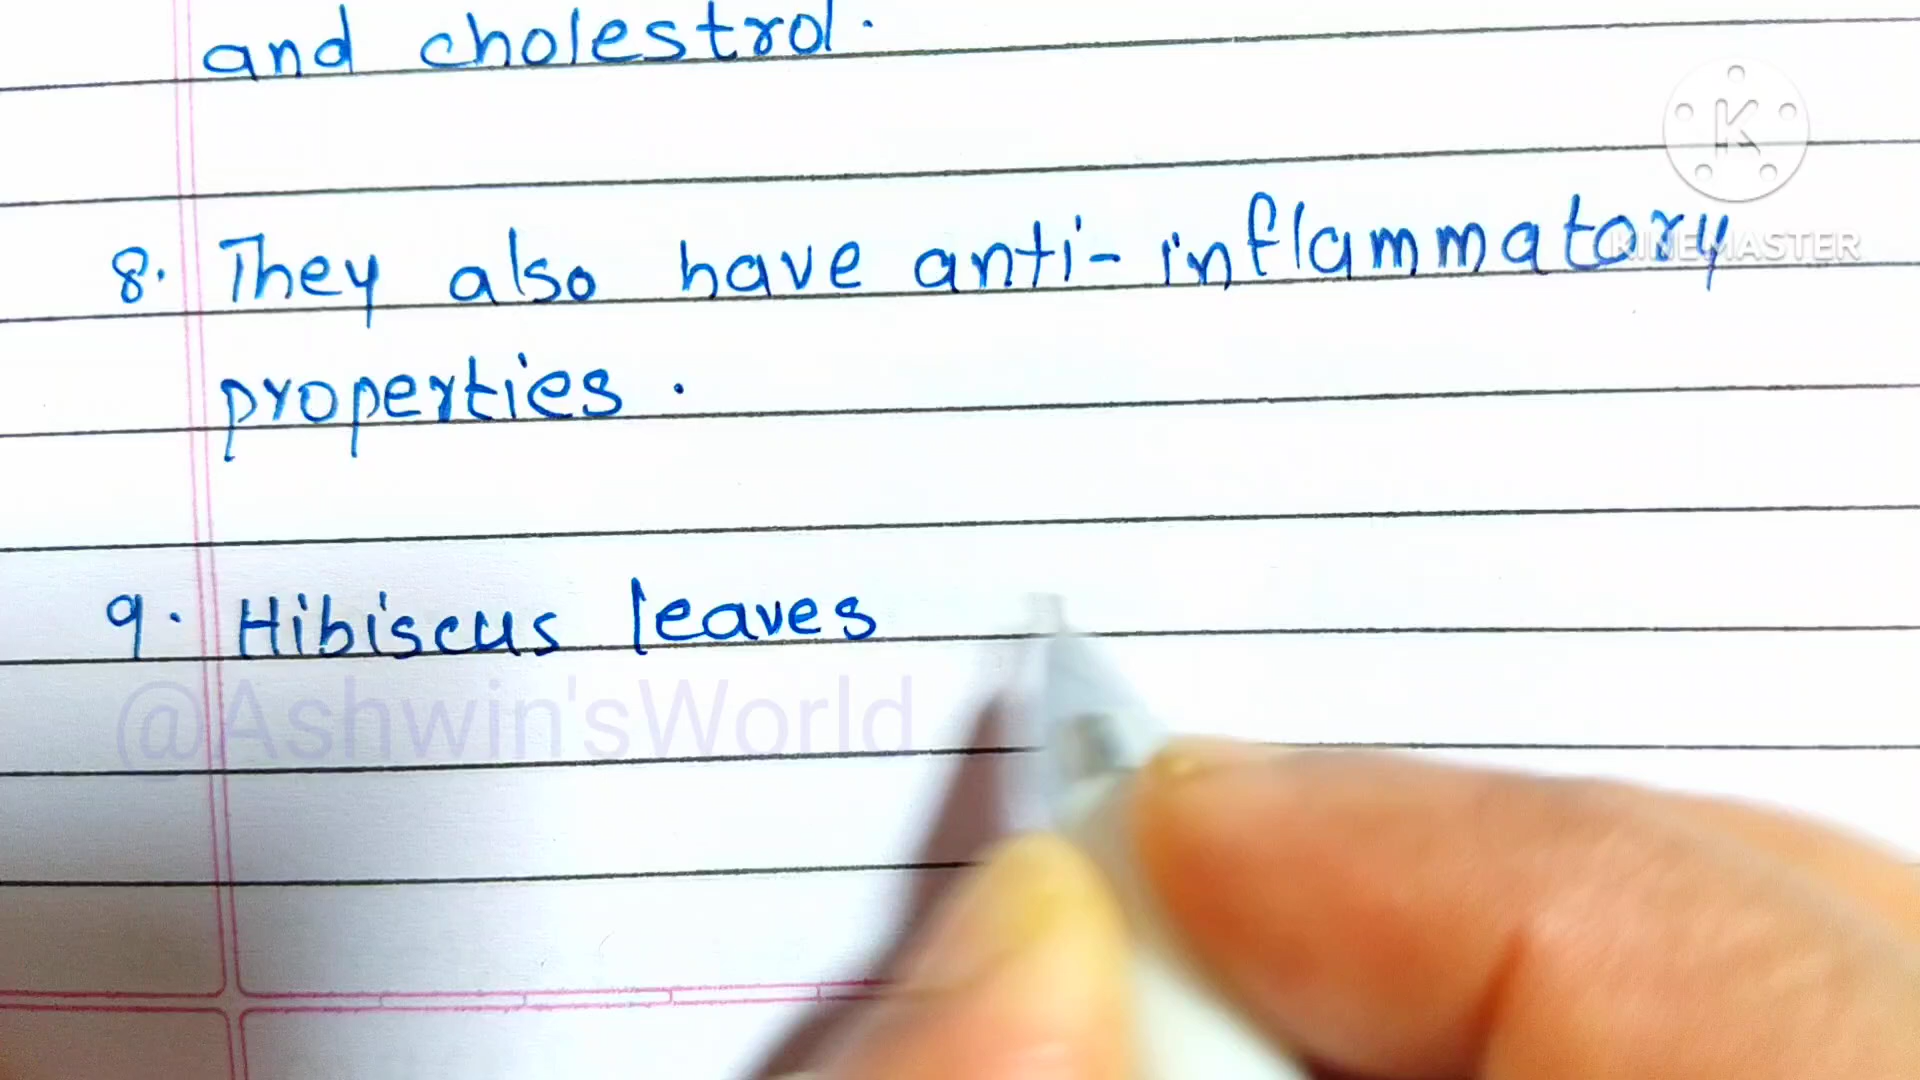 and cholestrol.
8. They also have anti-inflammatory
KINEMASTER
properties.
9. Hibiscus leaves
@Ashwin'sWorld